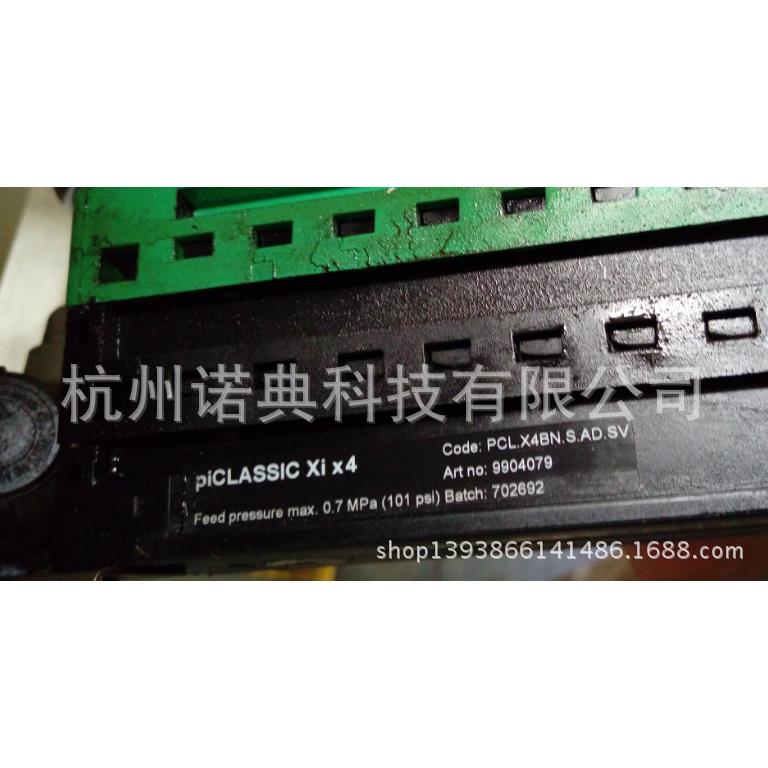 杭州诺典科技有限公司
piCLASSIC Xi x4
Code: PCL.X4BN.S.AD.SV
Art no: 9904079
Feed pressure max. 0.7 MPa (101 psi) Batch: 702692
shop1393866141486.1688.com